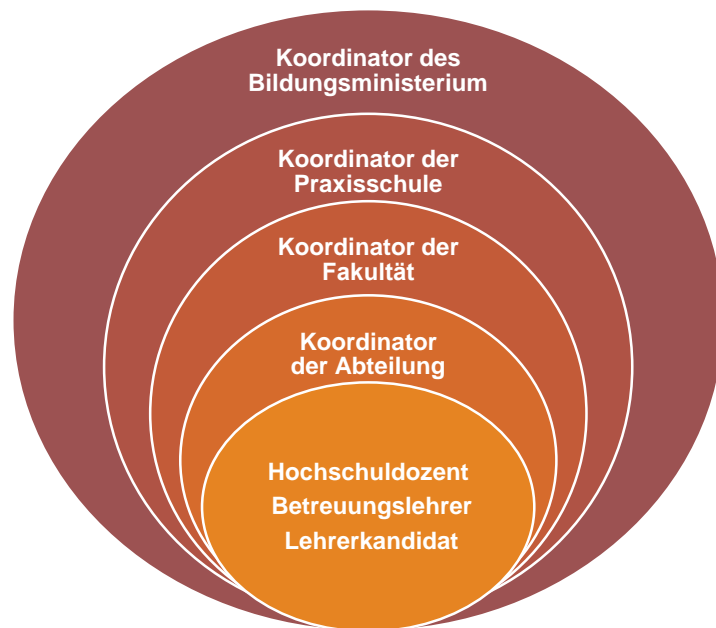 Koordinator des
Bildungsministerium
Koordinator der
Praxisschule
Koordinator der
Fakultät
Koordinator
der Abteilung
Hochschuldozent
Betreuungslehrer
Lehrerkandidat